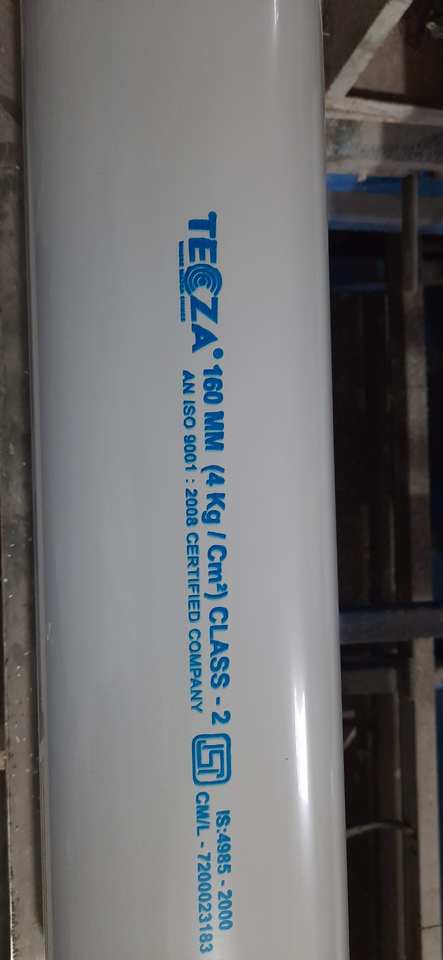 TECZA® 160 MM (4 Kg / Cm²) CLASS - 2
AN ISO 9001 : 2008 CERTIFIED COMPANY
ISI
IS:4985 - 2000
CM/L - 7200023183